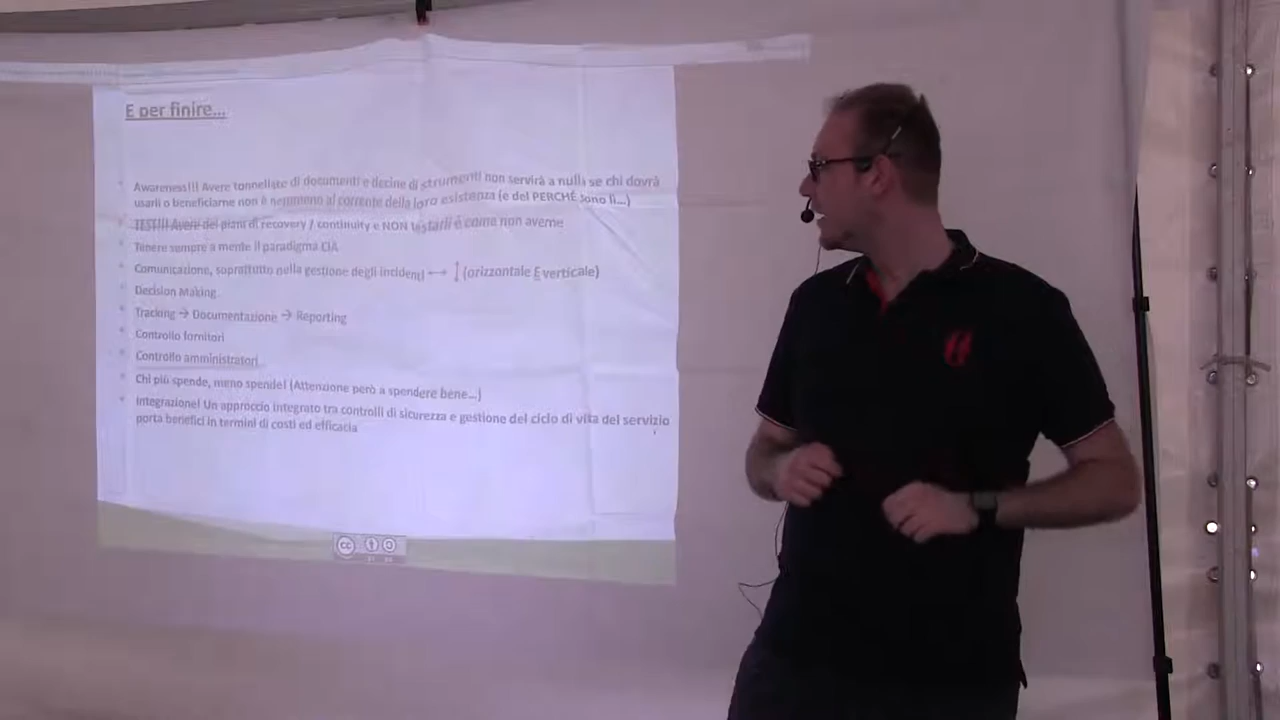 E per finire...
Awareness!!! Avere tonnellate di documenti e decine di strumenti non servirà a nulla se chi dovrà
usarli o beneficiarne non è nemmeno al corrente della loro esistenza (e del PERCHÉ sono lì...)
TEST!!! Avere dei piani di recovery / continuity e NON testarli è come non averne
Tenere sempre a mente il paradigma CIA
Comunicazione, soprattutto nella gestione degli incidenti ↔ ↕ (orizzontale E verticale)
Decision Making
Tracking → Documentazione → Reporting
Controllo fornitori
Controllo amministratori
Chi più spende, meno spende! (Attenzione però a spendere bene...)
Integrazione! Un approccio integrato tra controlli di sicurezza e gestione del ciclo di vita del servizio
porta benefici in termini di costi ed efficacia
cc